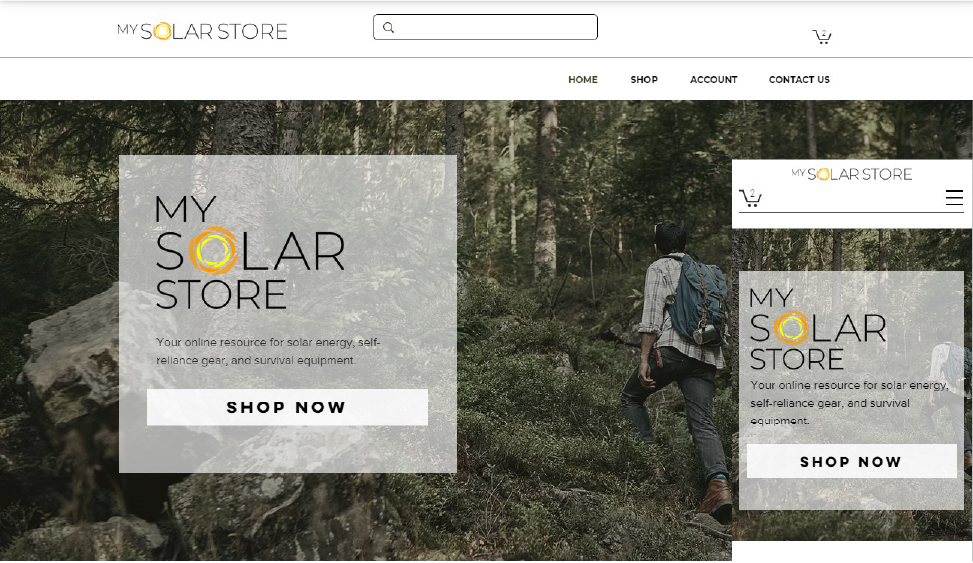 MY SOLAR STORE
2
HOME SHOP ACCOUNT CONTACT US
MY
SOLAR
STORE
Your online resource for solar energy, self-
reliance gear, and survival equipment.
SHOP NOW
MY SOLAR STORE
2
MY
SOLAR
STORE
Your online resource for solar energy,
self-reliance gear, and survival
equipment.
SHOP NOW